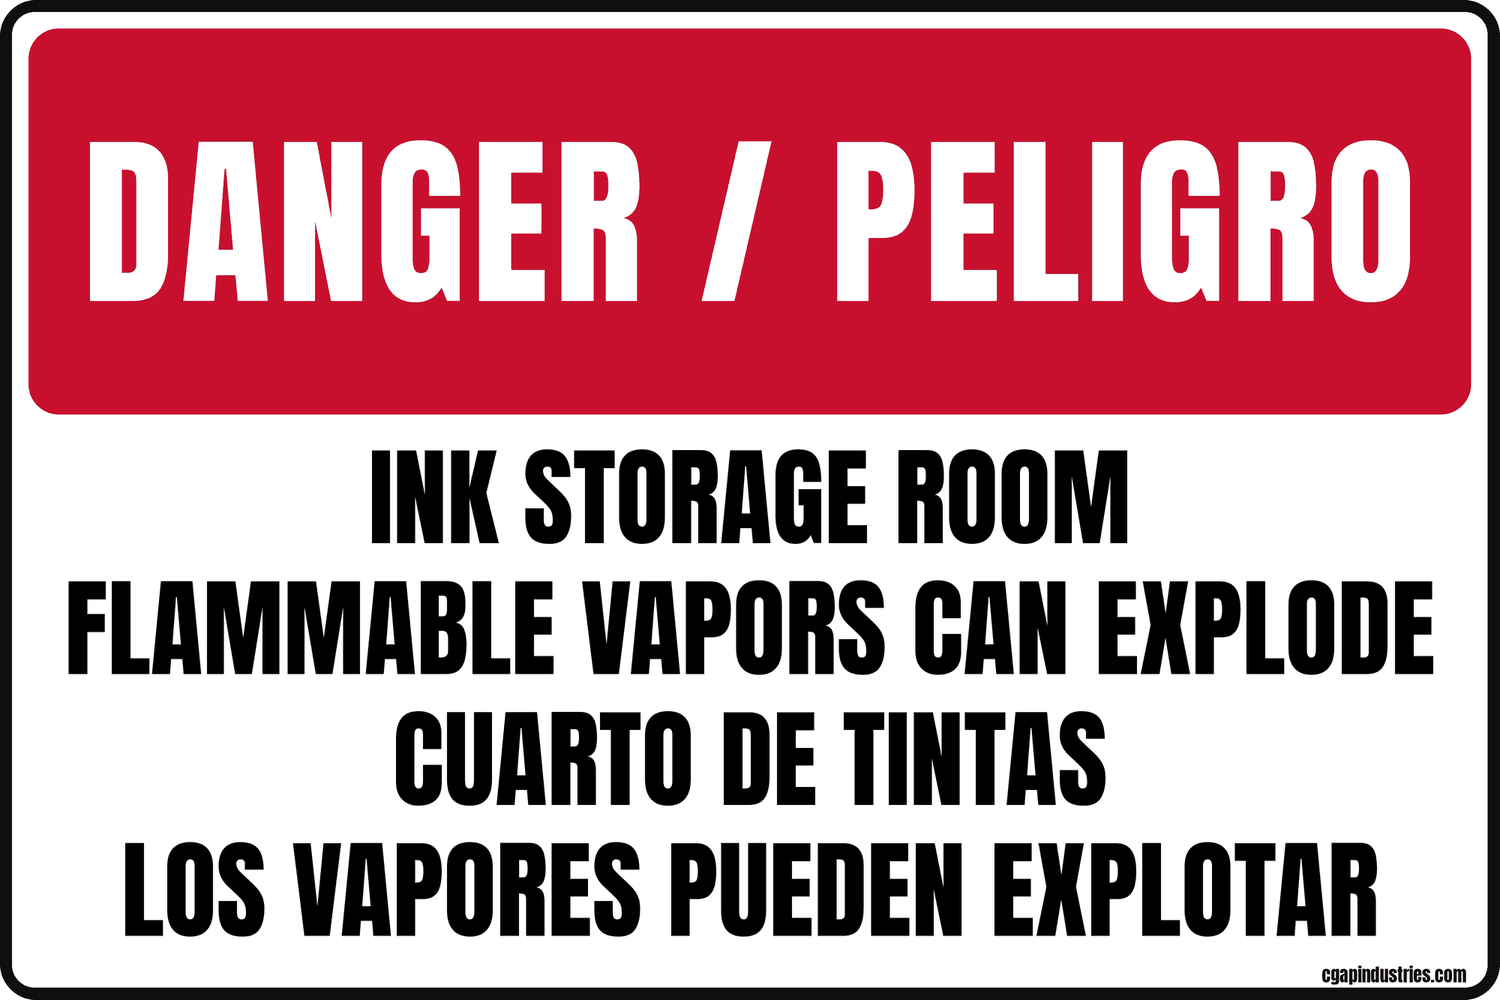 DANGER / PELIGRO
INK STORAGE ROOM
FLAMMABLE VAPORS CAN EXPLODE
CUARTO DE TINTAS
LOS VAPORES PUEDEN EXPLOTAR
cgapindustries.com